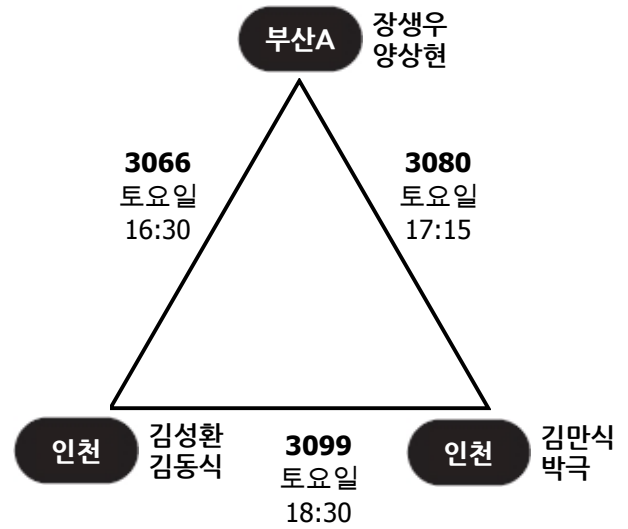 부산A
장생우
양상현
3066
토요일
16:30
3080
토요일
17:15
인천
김성환
김동식
3099
토요일
18:30
인천
김만식
박극